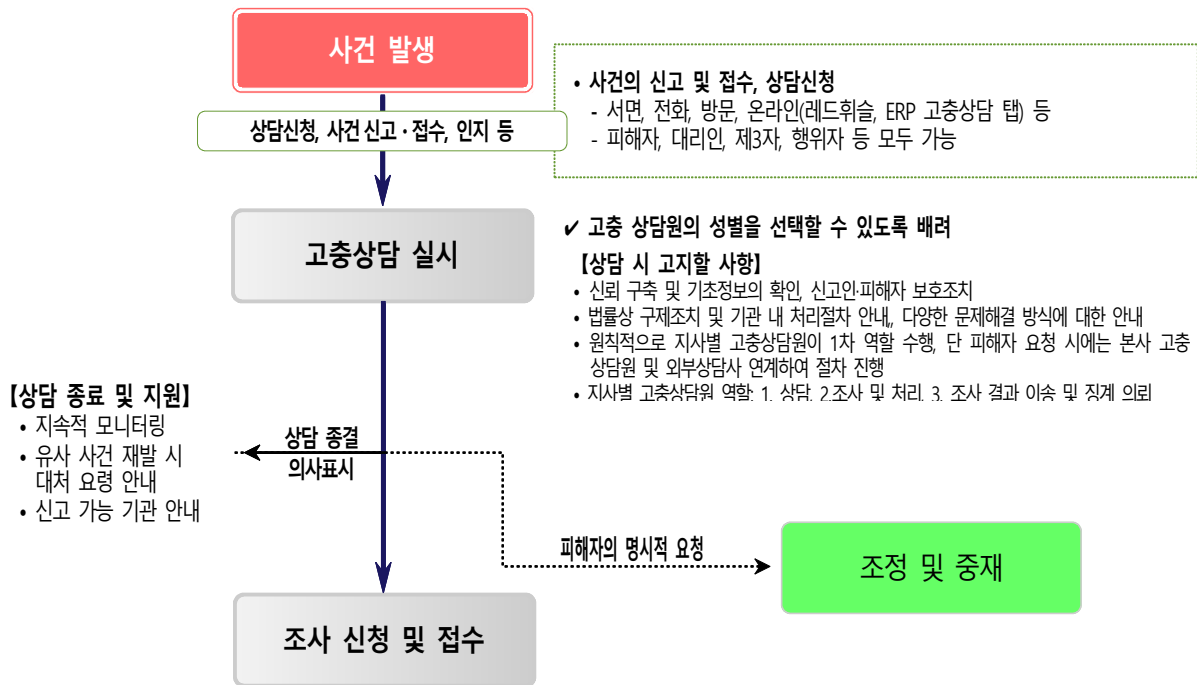 사건 발생
• 사건의 신고 및 접수, 상담신청
- 서면, 전화, 방문, 온라인(레드휘슬, ERP 고충상담 탭) 등
- 피해자, 대리인, 제3자, 행위자 등 모두 가능
상담신청, 사건 신고·접수, 인지 등
고충상담 실시
✔ 고충 상담원의 성별을 선택할 수 있도록 배려
【상담 시 고지할 사항】
• 신뢰 구축 및 기초정보의 확인, 신고인·피해자 보호조치
• 법률상 구제조치 및 기관 내 처리절차 안내, 다양한 문제해결 방식에 대한 안내
• 원칙적으로 지사별 고충상담원이 1차 역할 수행, 단 피해자 요청 시에는 본사 고충
상담원 및 외부상담사 연계하여 절차 진행
• 지사별 고충상담원 역할: 1. 상담, 2.조사 및 처리, 3. 조사 결과 이송 및 징계 의뢰
【상담 종료 및 지원】
• 지속적 모니터링
• 유사 사건 재발 시
대처 요령 안내
• 신고 가능 기관 안내
상담 종결
의사표시
피해자의 명시적 요청
조정 및 중재
조사 신청 및 접수